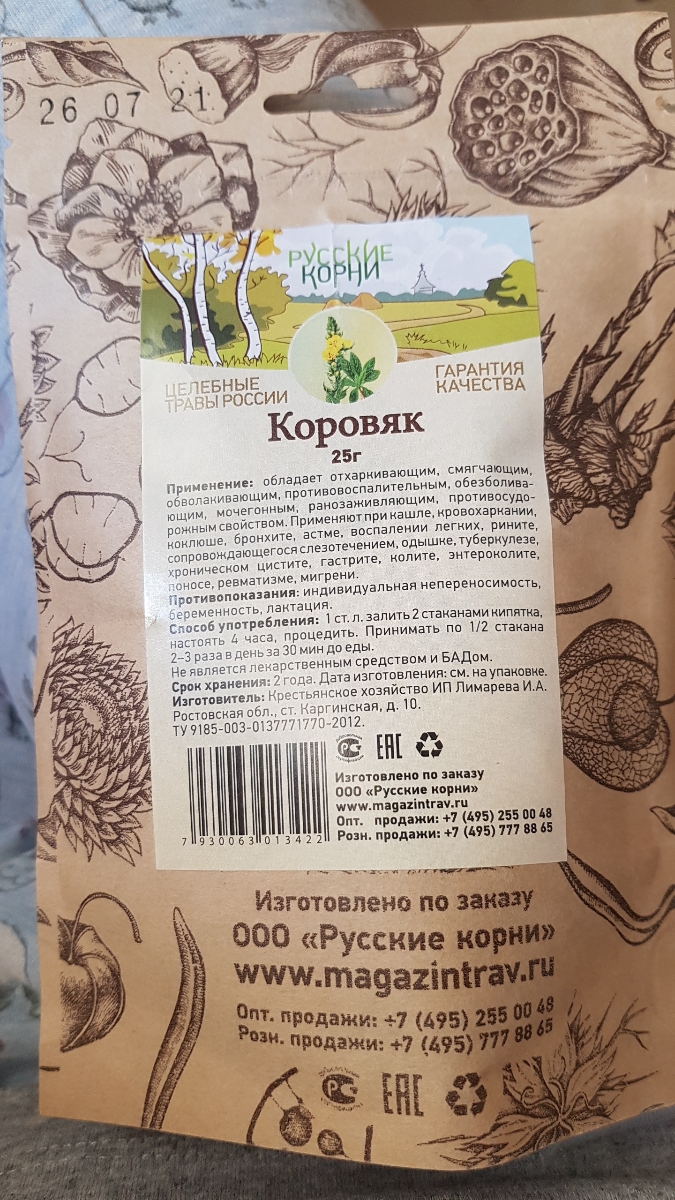 26 07 21
РУССКИЕ
КОРНИ
ЦЕЛЕБНЫЕ
ТРАВЫ РОССИИ
ГАРАНТИЯ
КАЧЕСТВА
Коровяк
25г
Применение: обладает отхаркивающим, смягчающим,
обволакивающим, противовоспалительным, обезболива-
ющим, мочегонным, ранозаживляющим, противосудо-
рожным свойством. Применяют при кашле, кровохаркании,
коклюше, бронхите, астме, воспалении легких, рините,
сопровождающегося слезотечением, одышке, туберкулезе,
хроническом цистите, гастрите, колите, энтероколите,
поносе, ревматизме, мигрени.
Противопоказания: индивидуальная непереносимость,
беременность, лактация.
Способ употребления: 1 ст. л. залить 2 стаканами кипятка,
настоять 4 часа, процедить. Принимать по 1/2 стакана
2-3 раза в день за 30 мин до еды.
Не является лекарственным средством и БАДом.
Срок хранения: 2 года. Дата изготовления: см. на упаковке.
Изготовитель: Крестьянское хозяйство ИП Лимарева И.А.
Ростовская обл., ст. Каргинская, д. 10.
ТУ 9185-003-0137771770-2012.
РС ЕАС
Изготовлено по заказу
ООО «Русские корни»
www.magazintrav.ru
Опт. продажи: +7 (495) 255 00 48
Розн. продажи: +7 (495) 777 88 65
7 930063 013422
Изготовлено по заказу
ООО «Русские корни»
www.magazintrav.ru
Опт. продажи: +7 (495) 255 00 48
Розн. продажи: +7 (495) 777 88 65
РС ЕАС